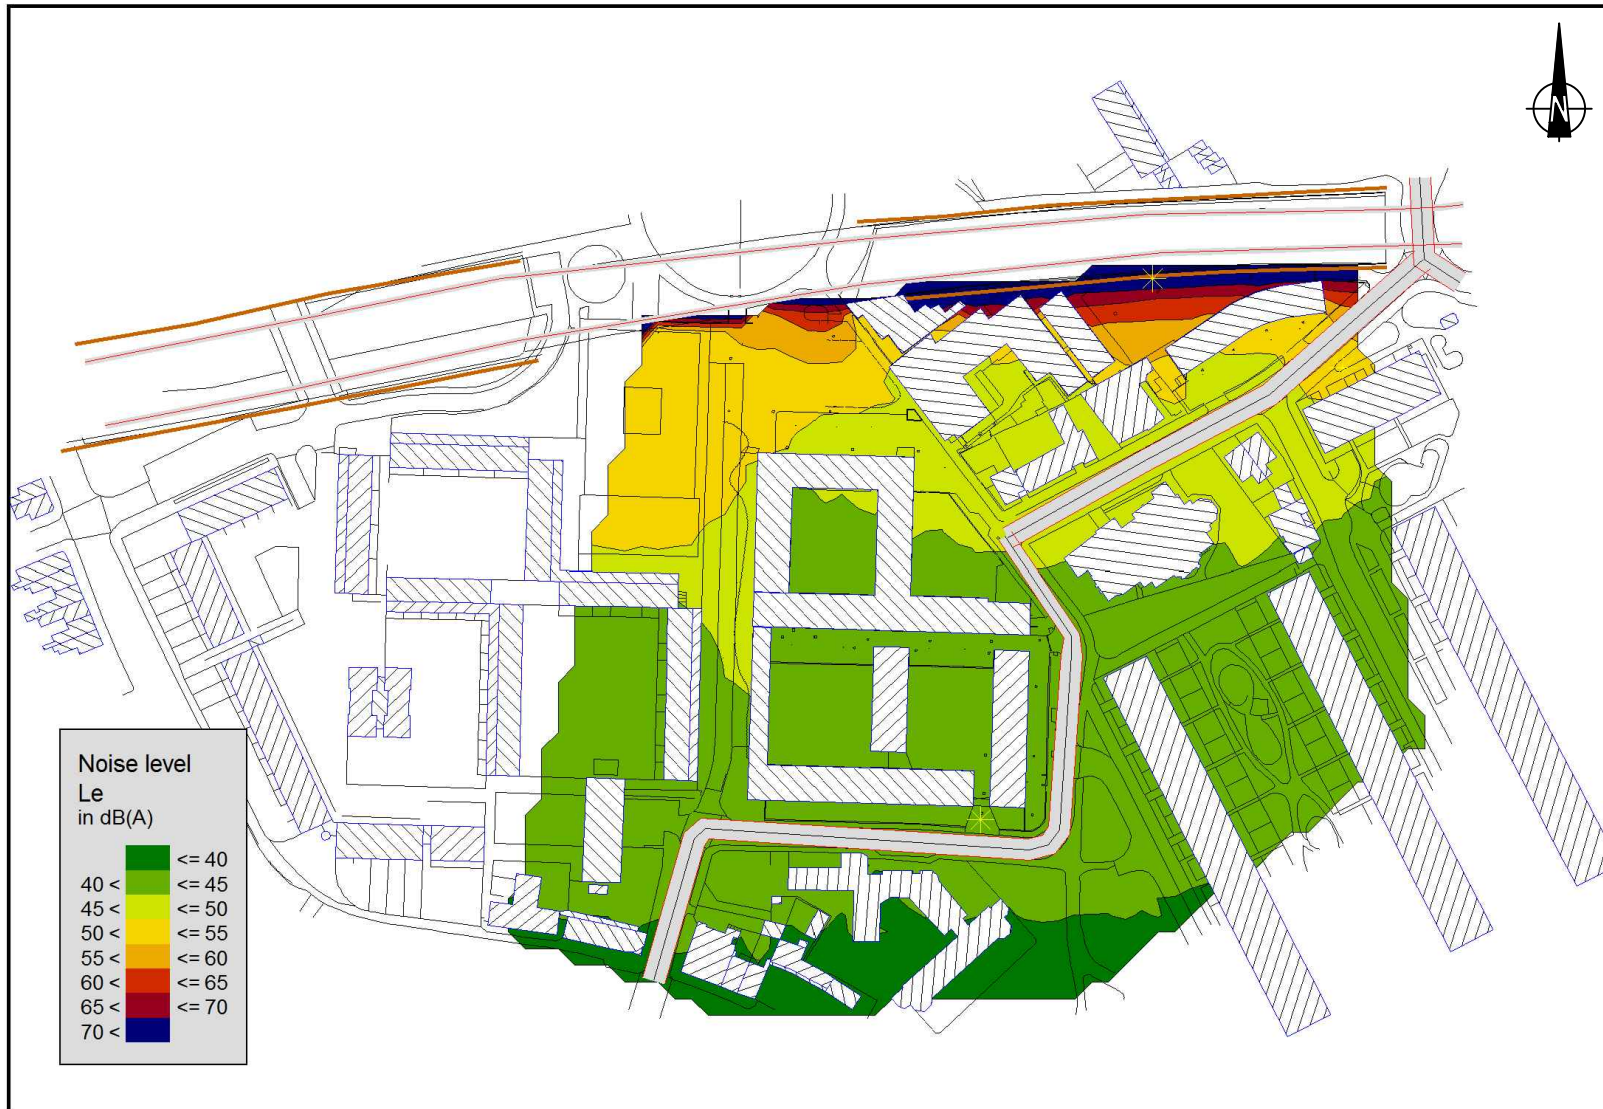 N
Noise level
Le
in dB(A)
<= 40
40 < <= 45
45 < <= 50
50 < <= 55
55 < <= 60
60 < <= 65
65 < <= 70
70 <